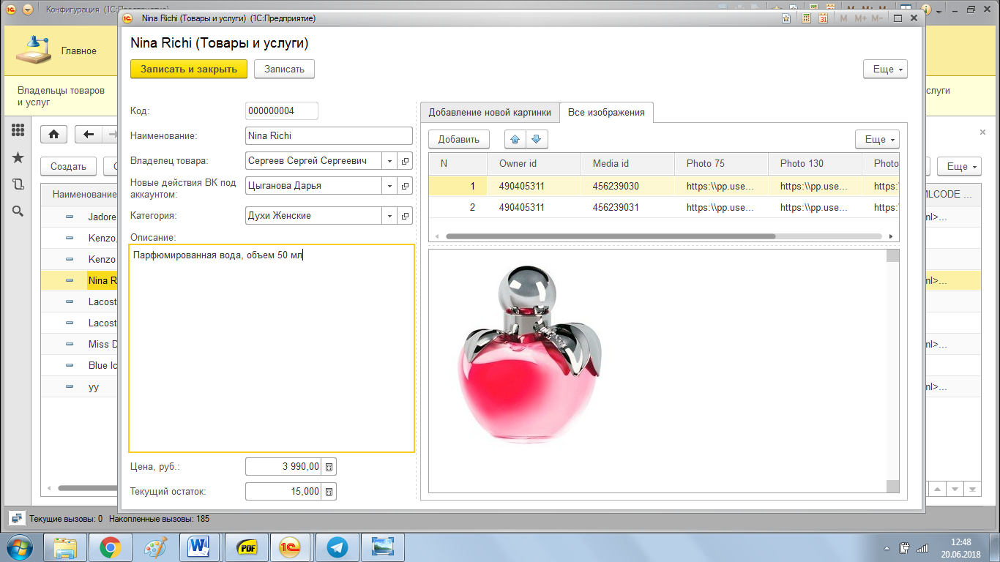 Конфигурация (1С:Предприятие)
Nina Richi (Товары и услуги) (1С:Предприятие)
31 M M+ M-
Nina Richi (Товары и услуги)
Главное
Записать и закрыть
Записать
Еще
Владельцы товаров
и услуг
слуги
Код:
000000004
Наименование:
Nina Richi
Владелец товара:
Сергеев Сергей Сергеевич
Новые действия ВК под
аккаунтом:
Цыганова Дарья
Категория:
Духи Женские
Описание:
Парфюмированная вода, объем 50 мл
Цена, руб.:
3 990,00
Текущий остаток:
15,000
Добавление новой картинки
Все изображения
Добавить
Еще
N Owner id Media id Photo 75 Photo 130 Photo
1 490405311 456239030 https:\\pp.use... https:\\pp.use... https:
2 490405311 456239031 https:\\pp.use... https:\\pp.use... https:
Создать
Еще
Наименование
MLCODE ...
Jadore
Kenzo,
Kenzo
Nina R
Lacost
Lacost
Miss D
Blue Ic
yy
ml>...
ml>...
ml>...
ml>...
Текущие вызовы: 0 Накопленные вызовы: 185
W
PDF
1С
12:48
20.06.2018